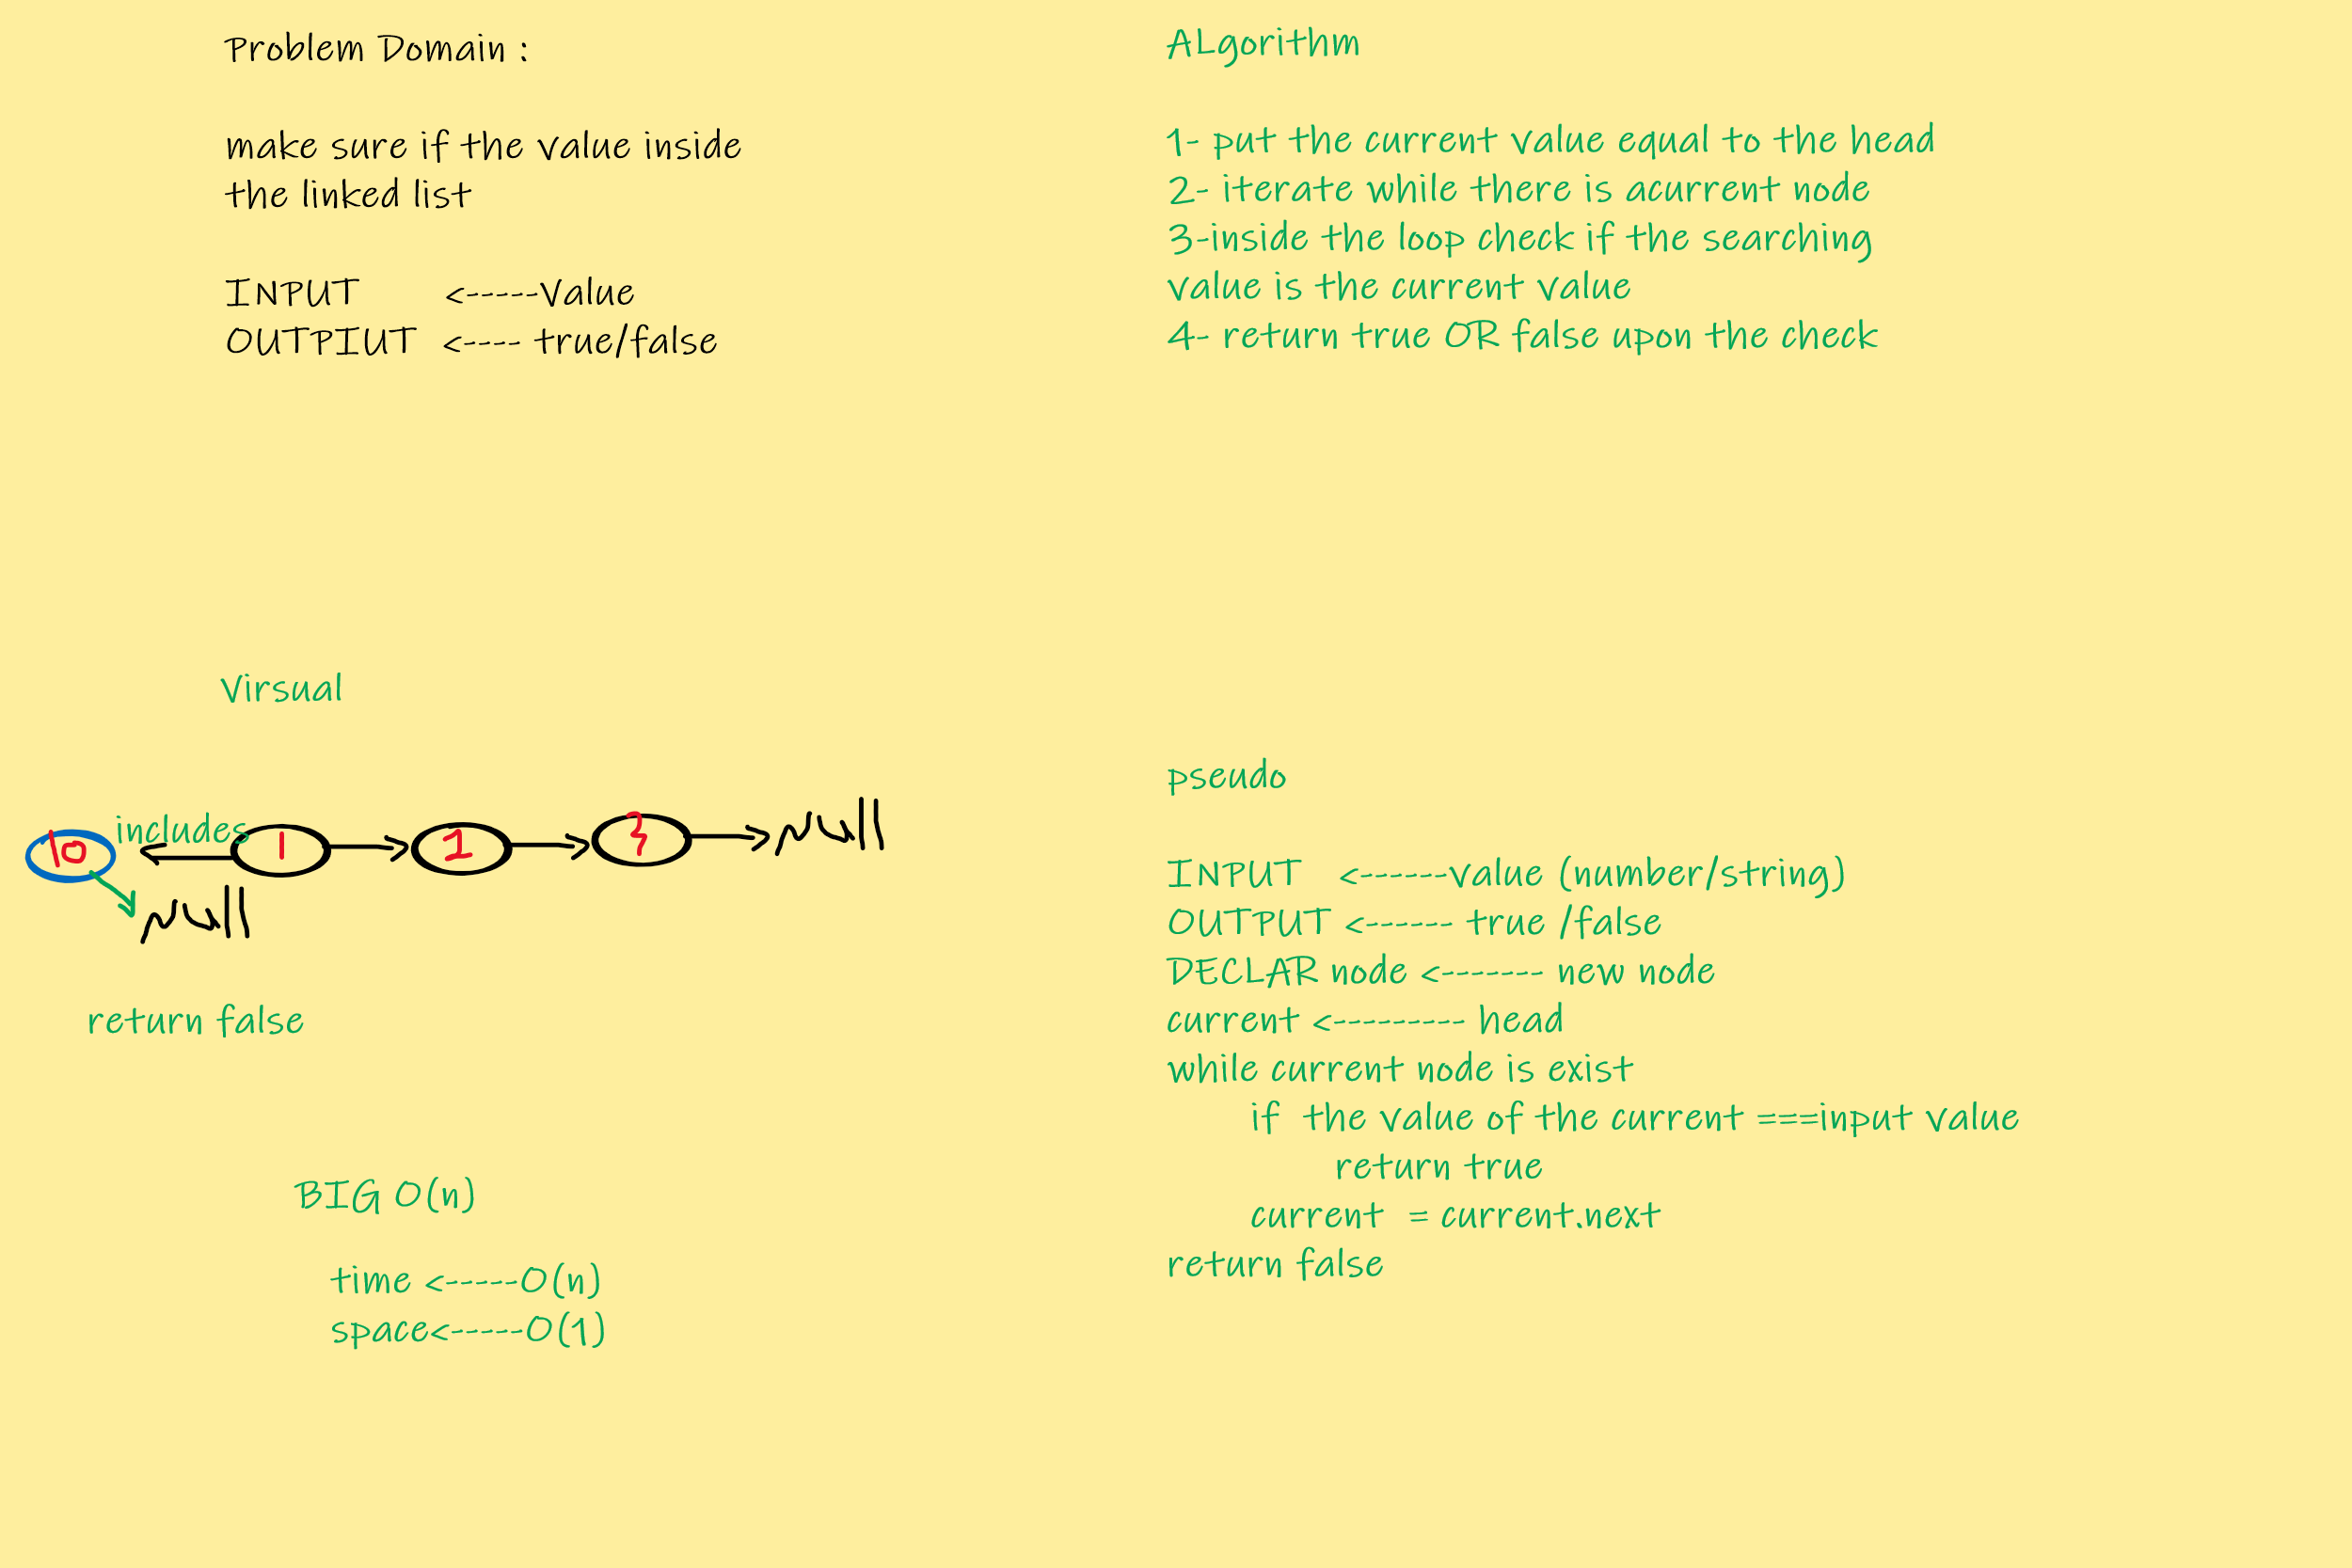 Problem Domain :
make sure if the value inside
the linked list
INPUT <-----Value
OUTPIUT <---- true/false
ALgorithm
1- put the current value equal to the head
2- iterate while there is acurrent node
3-inside the loop check if the searching
value is the current value
4- return true OR false upon the check
Virsual
includes
10 1 1 3 null
null
return false
BIG O(n)
time <-----O(n)
space<-----O(1)
pseudo
INPUT <------value (number/string)
OUTPUT <------ true /false
DECLAR node <------- new node
current <--------- head
while current node is exist
if the value of the current ===input value
return true
current = current.next
return false